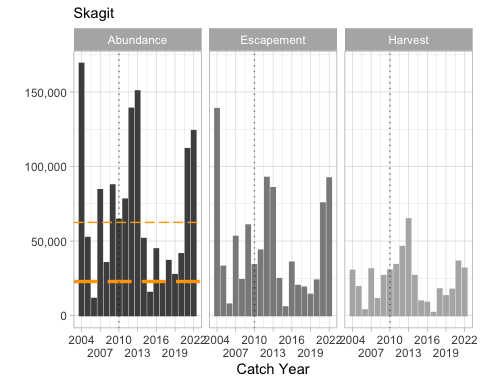 Skagit
Abundance Escapement Harvest
150,000
100,000
50,000
0
2004 2010 2016 2022 2004 2010 2016 2022 2004 2010 2016 2022
2007 2013 2019 2007 2013 2019 2007 2013 2019
Catch Year